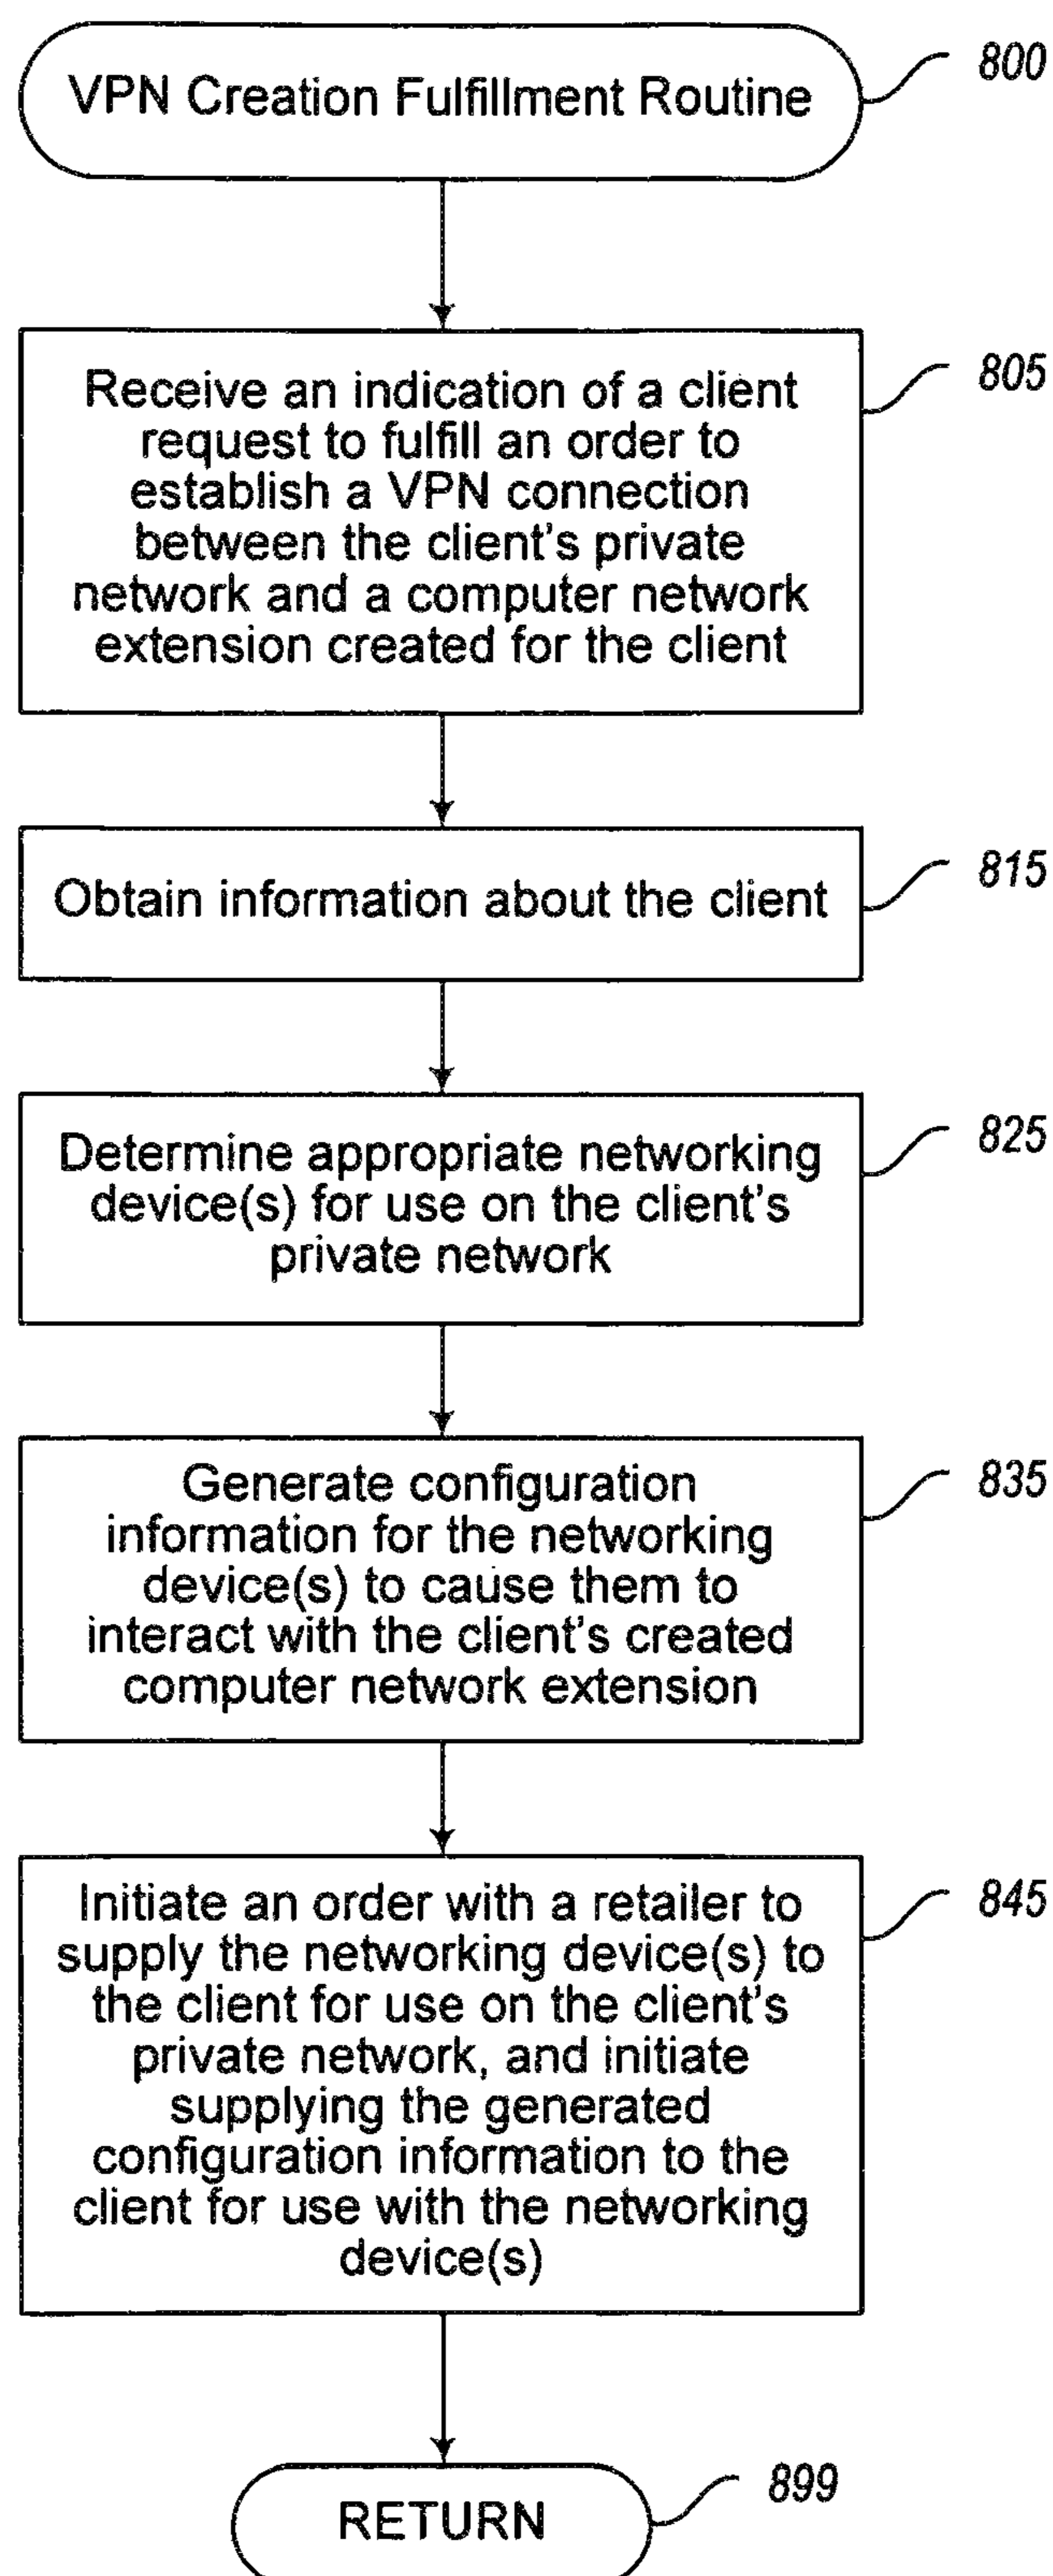 VPN Creation Fulfillment Routine
800
Receive an indication of a client
request to fulfill an order to
establish a VPN connection
between the client's private
network and a computer network
extension created for the client
805
Obtain information about the client
815
Determine appropriate networking
device(s) for use on the client's
private network
825
Generate configuration
information for the networking
device(s) to cause them to
interact with the client's created
computer network extension
835
Initiate an order with a retailer to
supply the networking device(s) to
the client for use on the client's
private network, and initiate
supplying the generated
configuration information to the
client for use with the networking
device(s)
845
RETURN
899